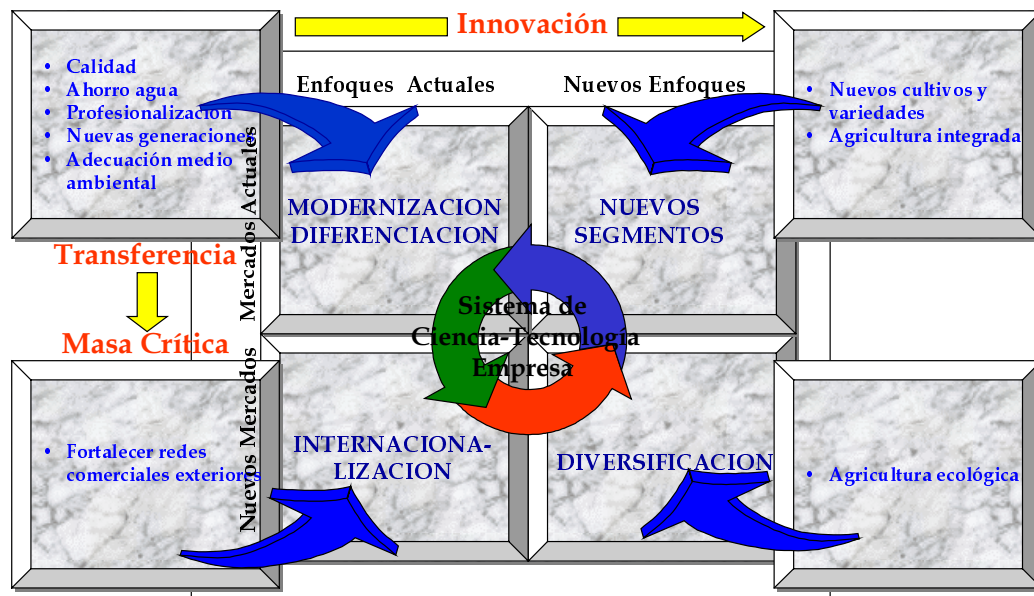 Innovación
Enfoques Actuales
Nuevos Enfoques
• Calidad
• Ahorro agua
• Profesionalización
• Nuevas generaciones
• Adecuación medio
ambiental
• Nuevos cultivos y
variedades
• Agricultura integrada
Mercados Actuales
MODERNIZACION
DIFERENCIACION
NUEVOS
SEGMENTOS
Transferencia
Masa Crítica
Sistema de
Ciencia-Tecnología
Empresa
Nuevos Mercados
• Fortalecer redes
comerciales exteriores
INTERNACIONA-
LIZACION
DIVERSIFICACION
• Agricultura ecológica